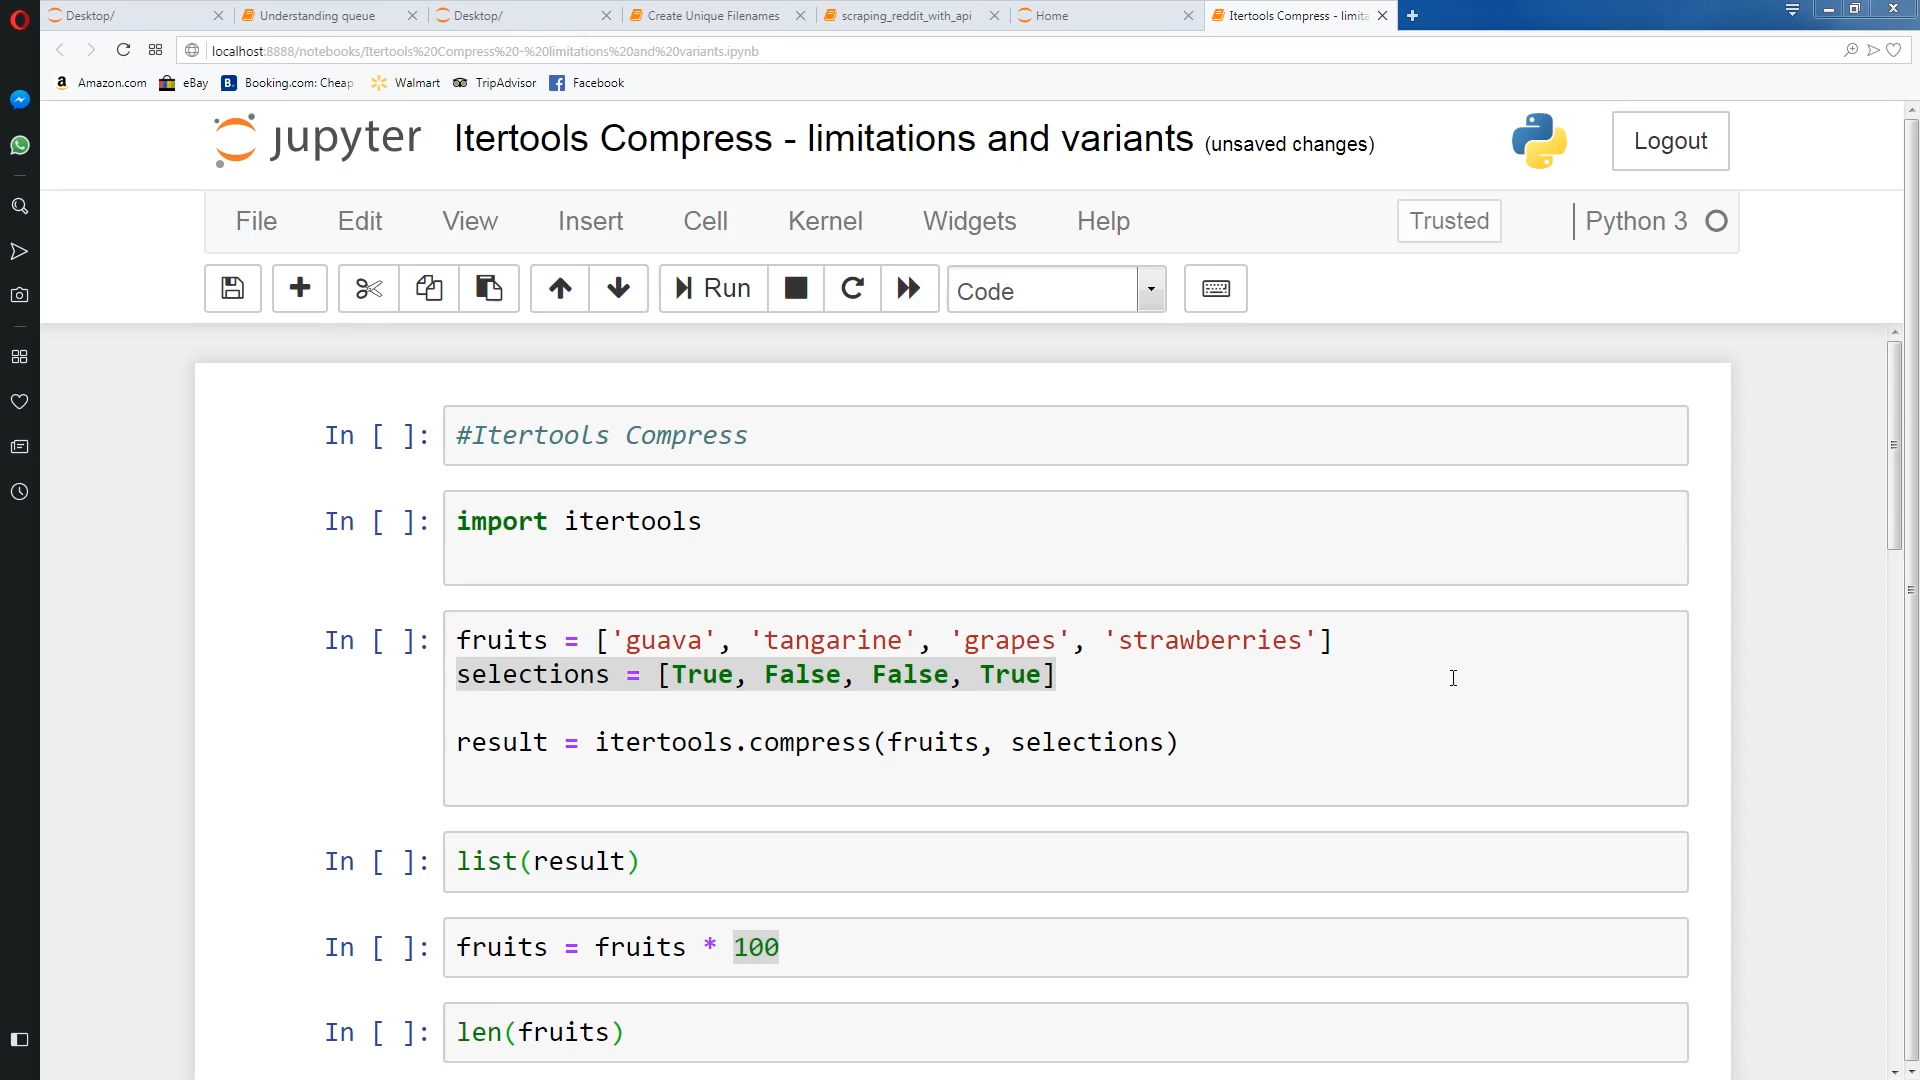 Desktop/
Understanding queue
Desktop/
Create Unique Filenames
scraping_reddit_with_api
Home
Itertools Compress - limita
localhost:8888/notebooks/Itertools%20Compress%20-%20limitations%20and%20variants.ipynb
Amazon.com
eBay
B. Booking.com: Cheap
Walmart
TripAdvisor
Facebook
jupyter Itertools Compress - limitations and variants (unsaved changes)
Logout
File Edit View Insert Cell Kernel Widgets Help
Trusted
Python 3
Run
Code
In [ ]: #Itertools Compress
In [ ]: import itertools
In [ ]: fruits = ['guava', 'tangarine', 'grapes', 'strawberries']
selections = [True, False, False, True]
result = itertools.compress(fruits, selections)
In [ ]: list(result)
In [ ]: fruits = fruits * 100
In [ ]: len(fruits)